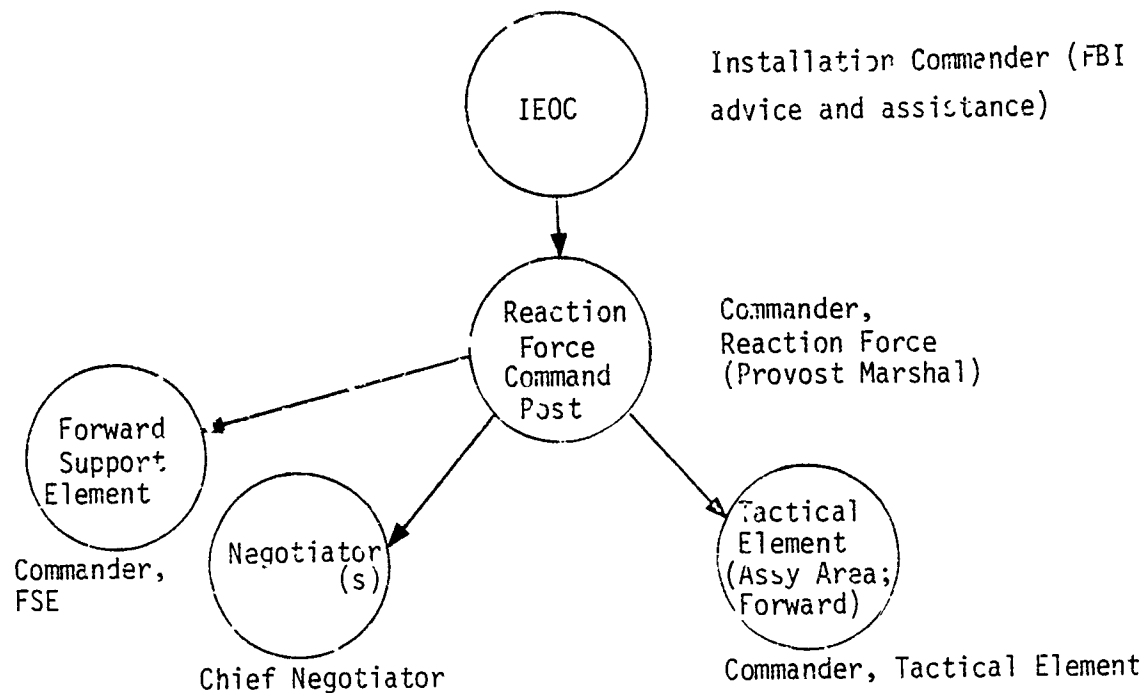 IEOC
Installation Commander (FBI
advice and assistance)
Reaction
Force
Command
Post
Commander,
Reaction Force
(Provost Marshal)
Forward
Support
Element
Commander,
FSE
Negotiator
(s)
Chief Negotiator
Tactical
Element
(Assy Area;
Forward)
Commander, Tactical Element